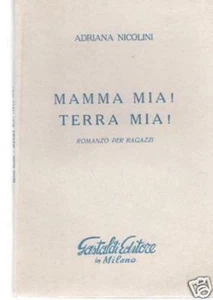 ADRIANA NICOLINI
MAMMA MIA!
TERRA MIA!
ROMANZO PER RAGAZZI
Gastaldi Editore
in Milano